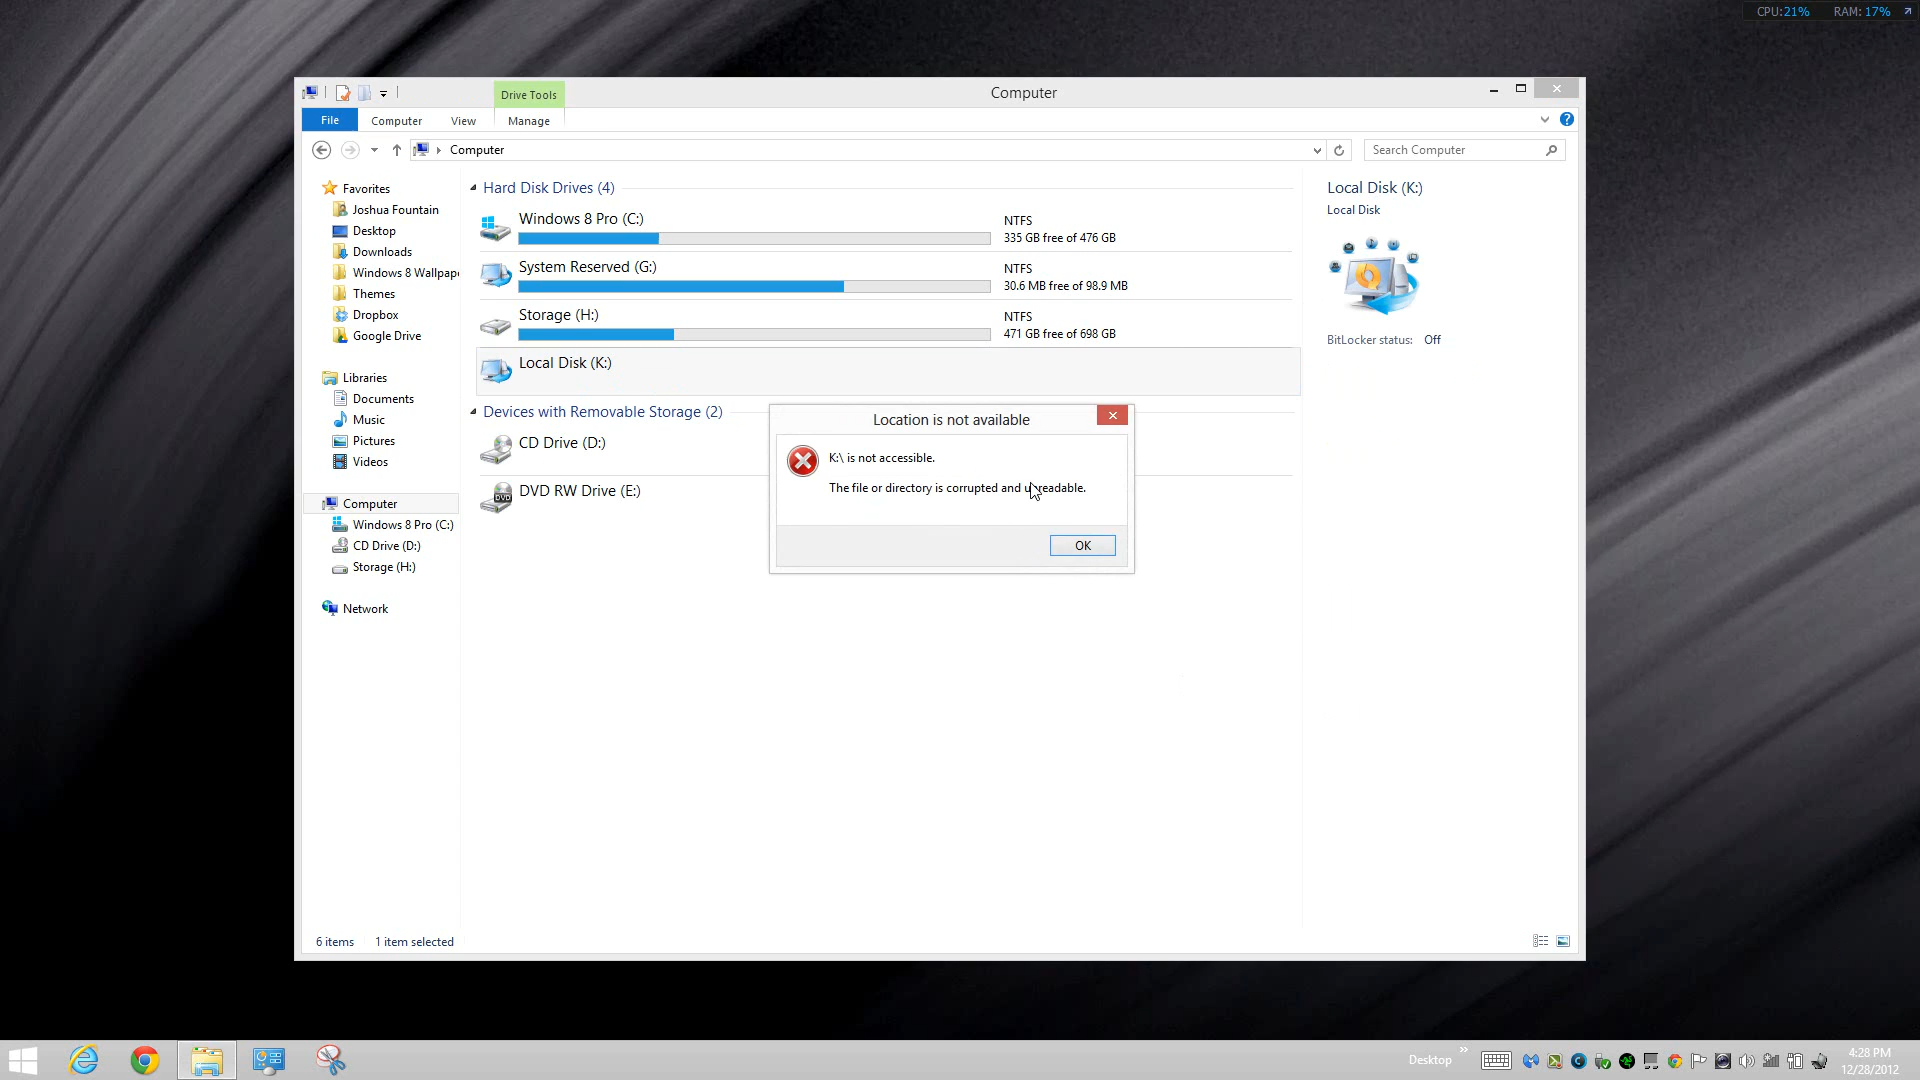 CPU:21% RAM: 17%
Drive Tools
Computer
File Computer View Manage
Computer
Search Computer
Favorites
Joshua Fountain
Desktop
Downloads
Windows 8 Wallpape
Themes
Dropbox
Google Drive
Libraries
Documents
Music
Pictures
Videos
Computer
Windows 8 Pro (C:)
CD Drive (D:)
Storage (H:)
Network
Hard Disk Drives (4)
Windows 8 Pro (C:)
NTFS
335 GB free of 476 GB
System Reserved (G:)
NTFS
30.6 MB free of 98.9 MB
Storage (H:)
NTFS
471 GB free of 698 GB
Local Disk (K:)
Devices with Removable Storage (2)
CD Drive (D:)
DVD RW Drive (E:)
DVD
Location is not available
K:\ is not accessible.
The file or directory is corrupted and unreadable.
OK
Local Disk (K:)
Local Disk
BitLocker status: Off
6 items 1 item selected
Desktop
4:28 PM
12/28/2012